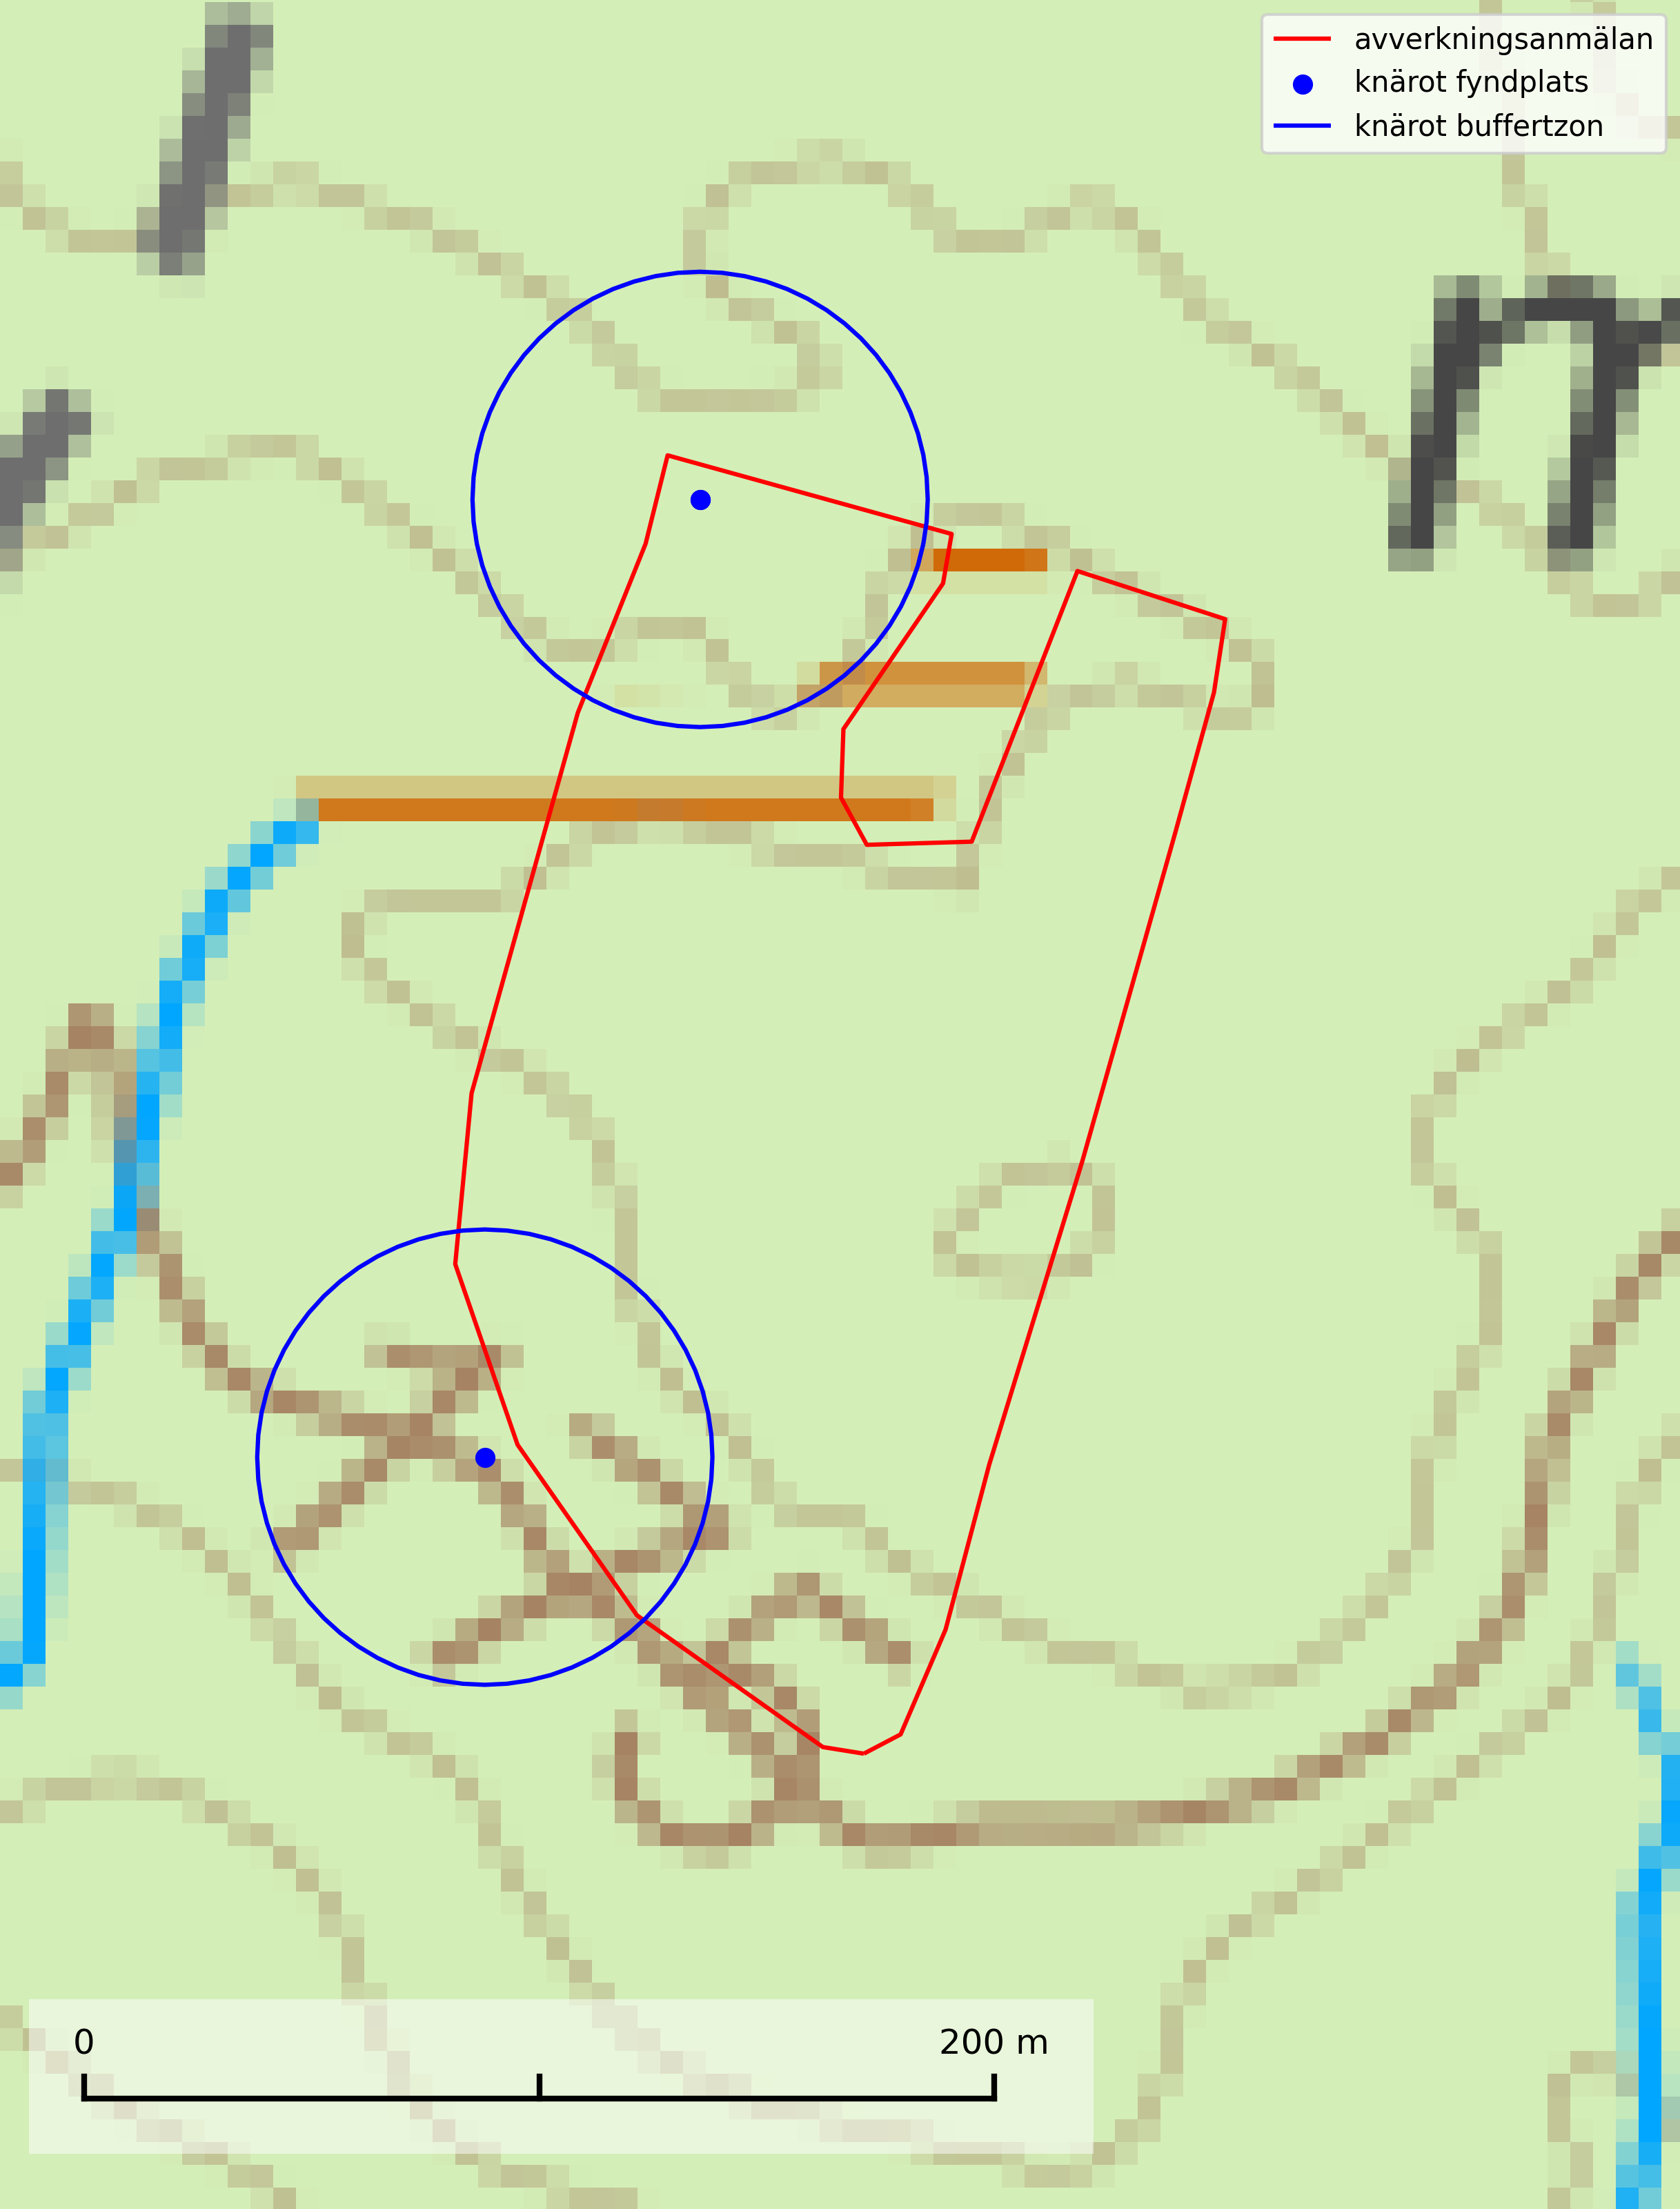 avverkningsanmälan
knärot fyndplats
knärot buffertzon
0
200 m